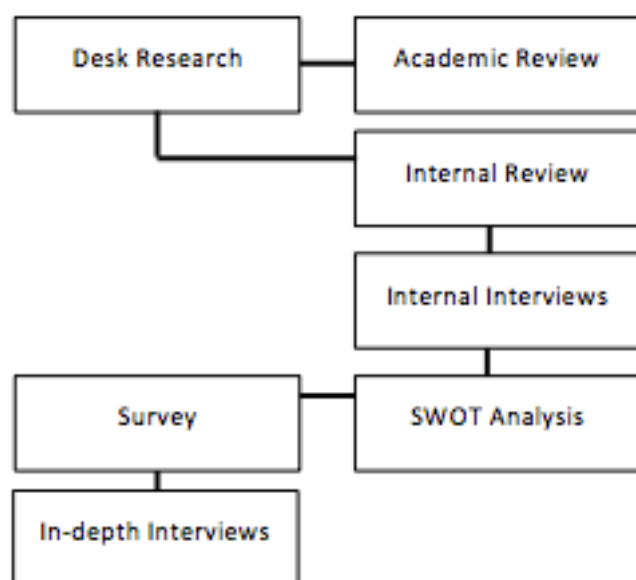 Desk Research
Academic Review
Internal Review
Internal Interviews
Survey
SWOT Analysis
In-depth Interviews